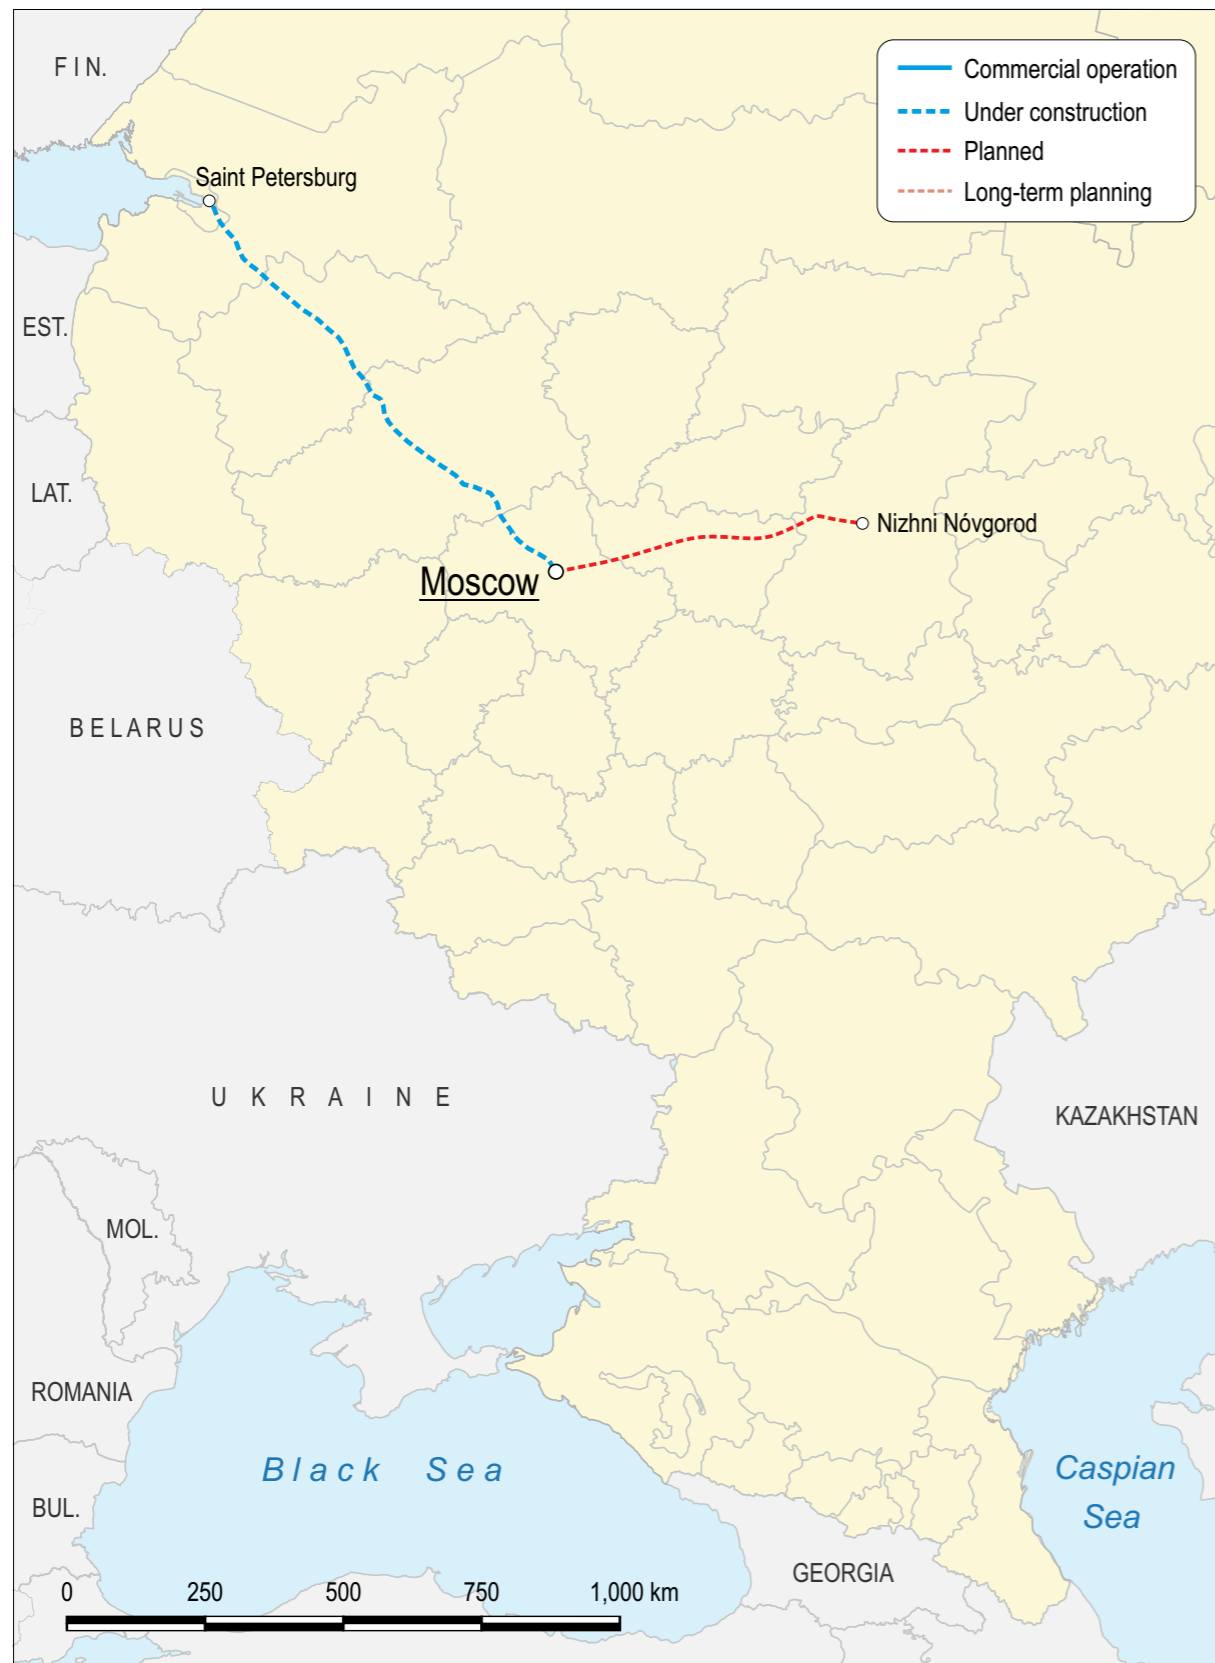 FIN.
Commercial operation
Under construction
Planned
Long-term planning
Saint Petersburg
EST.
LAT.
Nizhni Nóvgorod
Moscow
BELARUS
UKRAINE
KAZAKHSTAN
MOL.
ROMANIA
Black Sea
Caspian
Sea
BUL.
GEORGIA
0 250 500 750 1,000 km